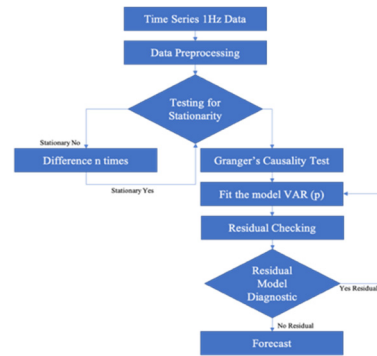 Time Series 1Hz Data
Data Preprocessing
Testing for
Stationarity
Stationary No
Difference n times
Stationary Yes
Granger's Causality Test
Fit the model VAR (p)
Residual Checking
Residual
Model
Diagnostic
Yes Residual
No Residual
Forecast